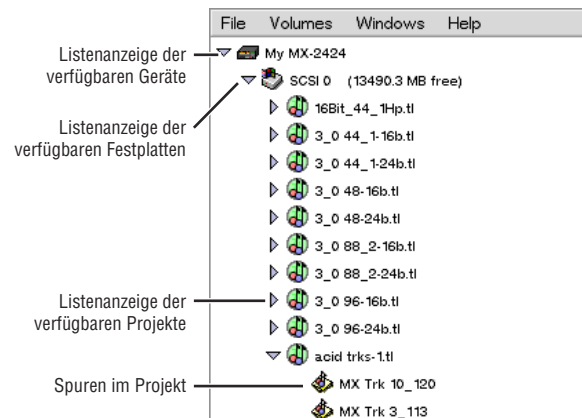 File Volumes Windows Help
Listenanzeige der
verfügbaren Geräte
My MX-2424
SCSI 0 (13490.3 MB free)
Listenanzeige der
verfügbaren Festplatten
16Bit_44_1Hp.tl
3_0 44_1-16b.tl
3_0 44_1-24b.tl
3_0 48-16b.tl
3_0 48-24b.tl
3_0 88_2-16b.tl
3_0 88_2-24b.tl
Listenanzeige der
verfügbaren Projekte
3_0 96-16b.tl
3_0 96-24b.tl
acid trks-1.tl
Spuren im Projekt
MX Trk 10_120
MX Trk 3_113